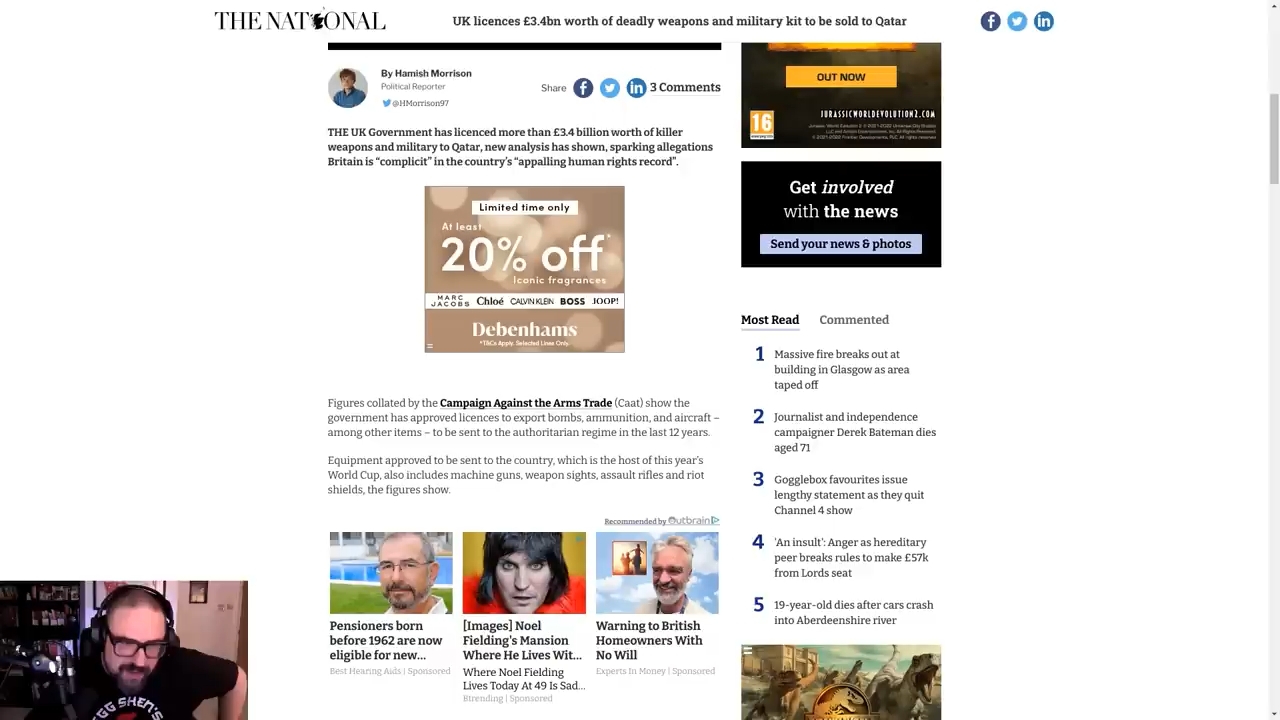 THE NATIONAL
UK licences £3.4bn worth of deadly weapons and military kit to be sold to Qatar
By Hamish Morrison
Political Reporter
@HMorrison97
Share
3 Comments
THE UK Government has licenced more than £3.4 billion worth of killer
weapons and military to Qatar, new analysis has shown, sparking allegations
Britain is “complicit” in the country’s “appalling human rights record”.
Limited time only
At least
20% off*
Iconic fragrances
MARC JACOBS Chloé CALVIN KLEIN BOSS JOOP!
Debenhams
*T&Cs Apply. Selected Lines Only.
Figures collated by the Campaign Against the Arms Trade (Caat) show the
government has approved licences to export bombs, ammunition, and aircraft –
among other items – to be sent to the authoritarian regime in the last 12 years.
Equipment approved to be sent to the country, which is the host of this year’s
World Cup, also includes machine guns, weapon sights, assault rifles and riot
shields, the figures show.
Recommended by Outbrain
Pensioners born
before 1962 are now
eligible for new...
Best Hearing Aids | Sponsored
[Images] Noel
Fielding's Mansion
Where He Lives Wit...
Where Noel Fielding
Lives Today At 49 Is Sad...
Btrending | Sponsored
Warning to British
Homeowners With
No Will
Experts In Money | Sponsored
OUT NOW
16
JURASSICWORLDEVOLUTION2.COM
Get involved
with the news
Send your news & photos
Most Read
Commented
1
Massive fire breaks out at
building in Glasgow as area
taped off
2
Journalist and independence
campaigner Derek Bateman dies
aged 71
3
Gogglebox favourites issue
lengthy statement as they quit
Channel 4 show
4
'An insult': Anger as hereditary
peer breaks rules to make £57k
from Lords seat
5
19-year-old dies after cars crash
into Aberdeenshire river